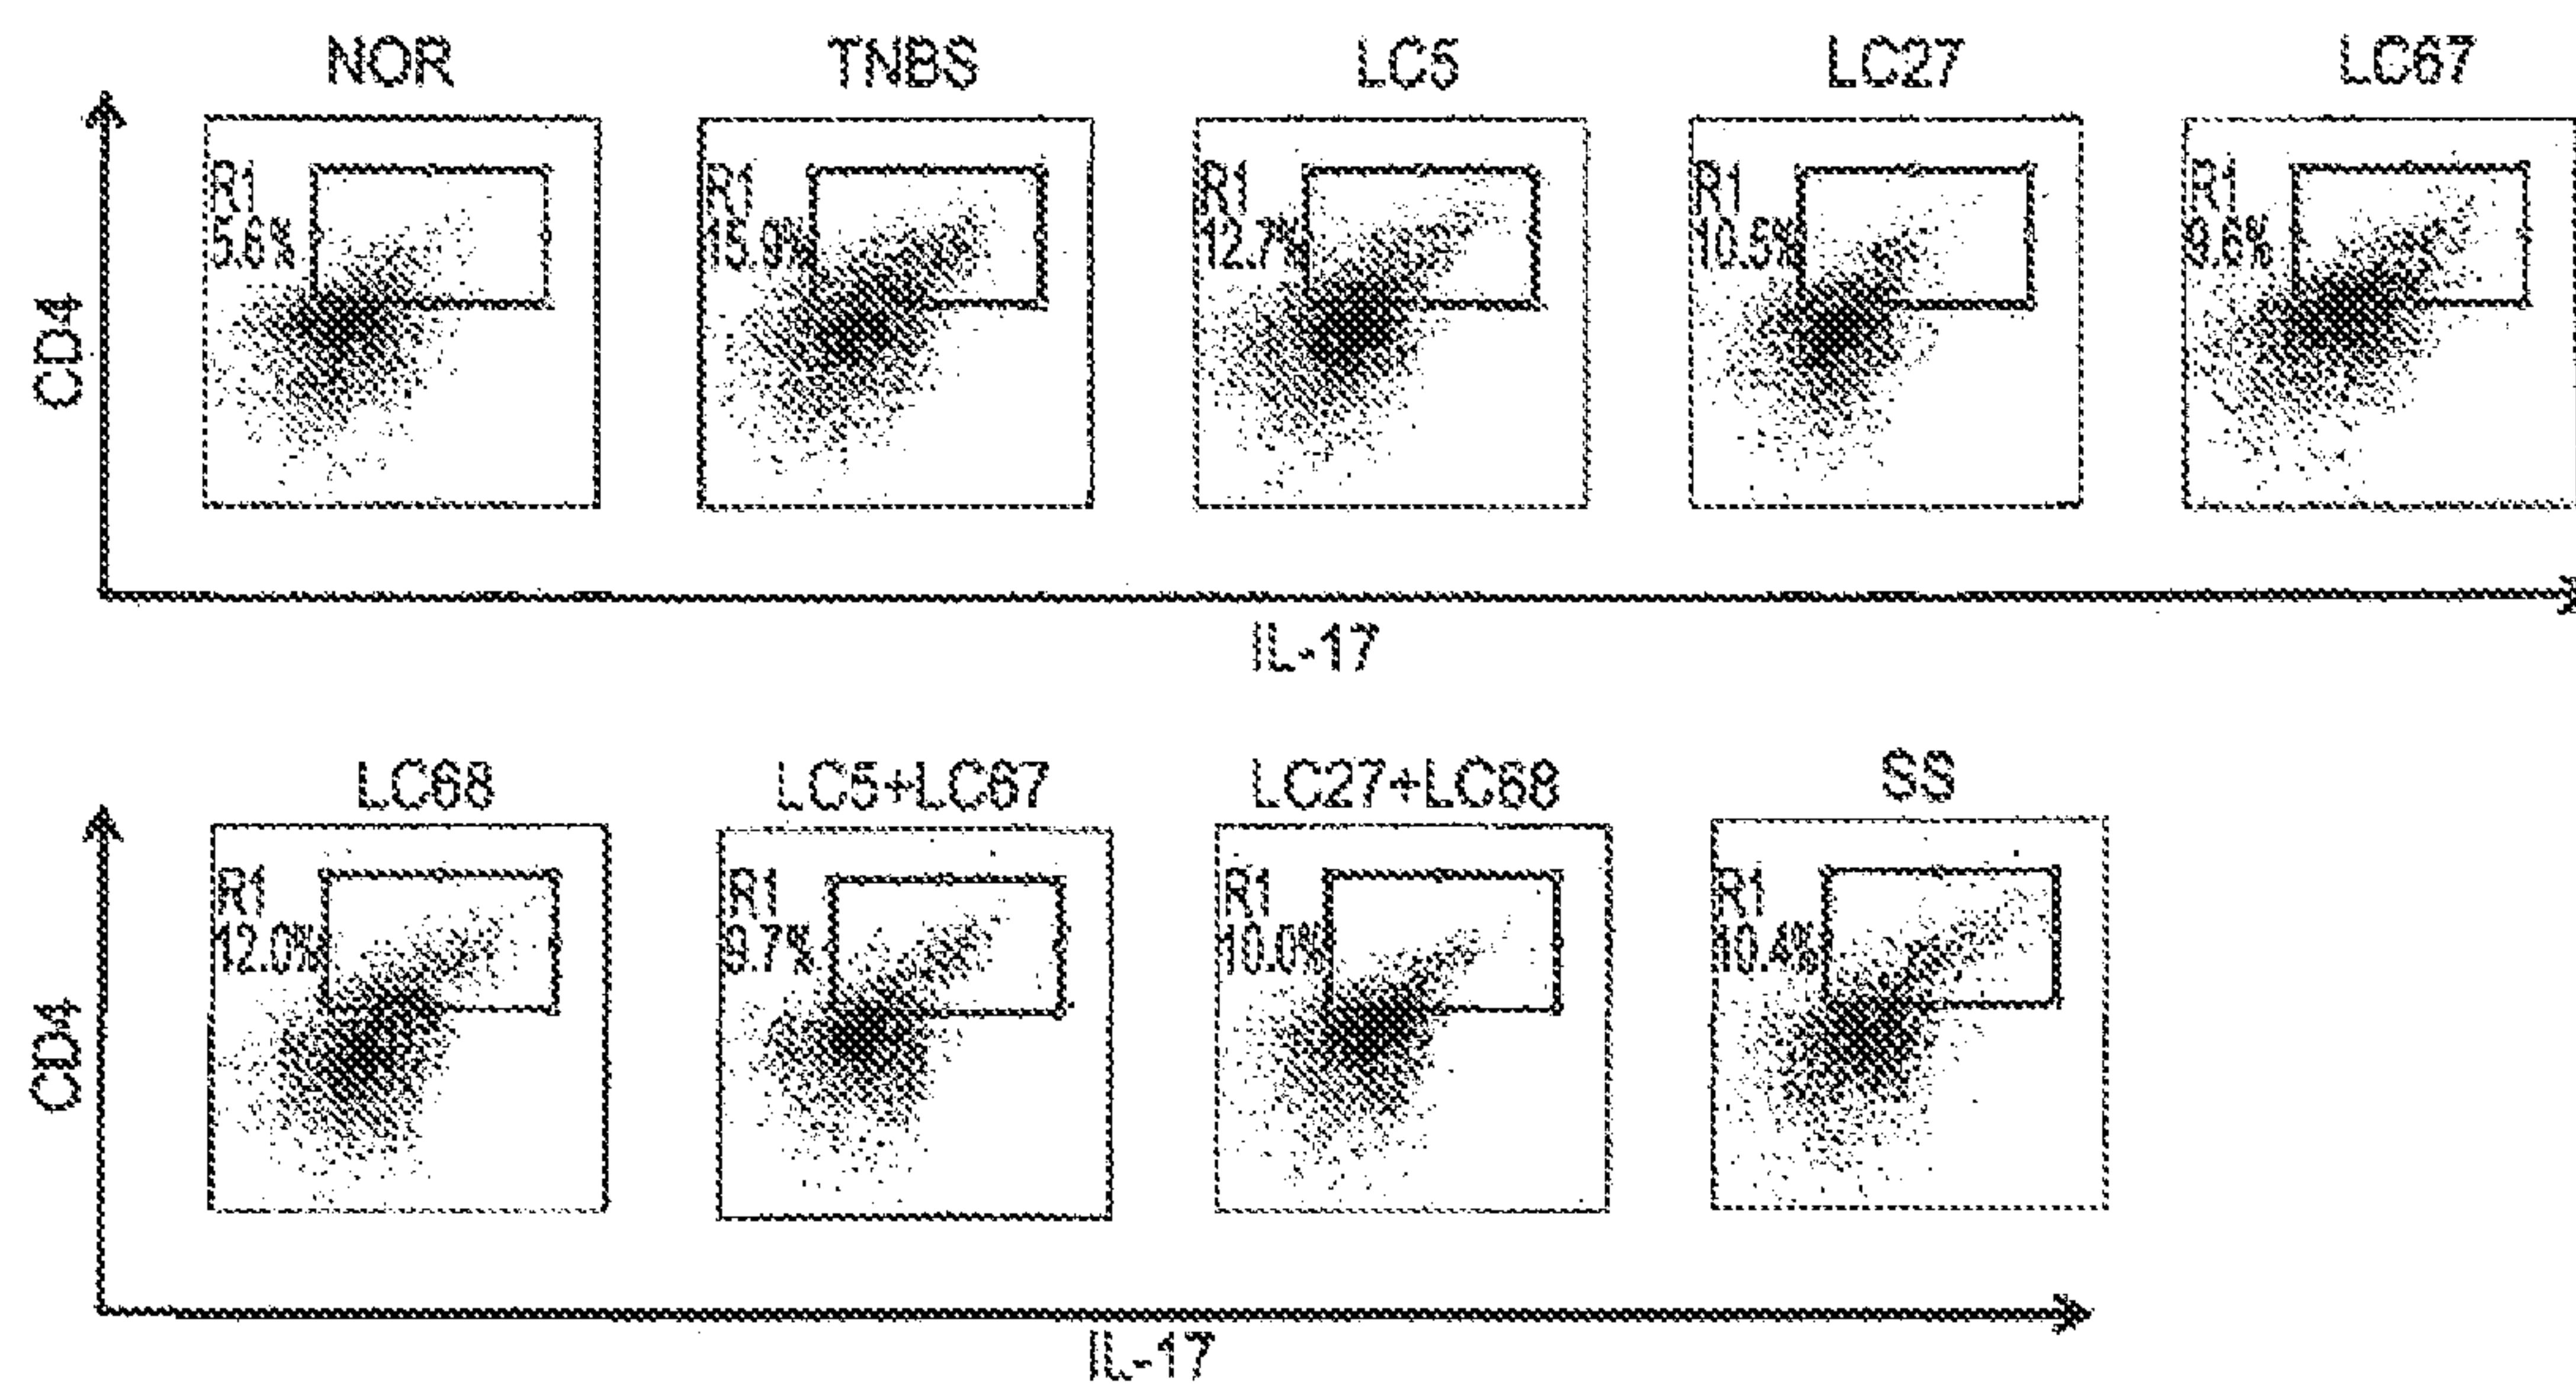 NOR TNBS LC5 LC27 LC67
R1 R1 R1 R1 R1
5.6% 15.9% 12.7% 10.5% 9.6%
CD4
IL-17
LC68 LC5+LC67 LC27+LC68 SS
R1 R1 R1 R1
12.0% 9.7% 10.0% 10.4%
CD4
IL-17